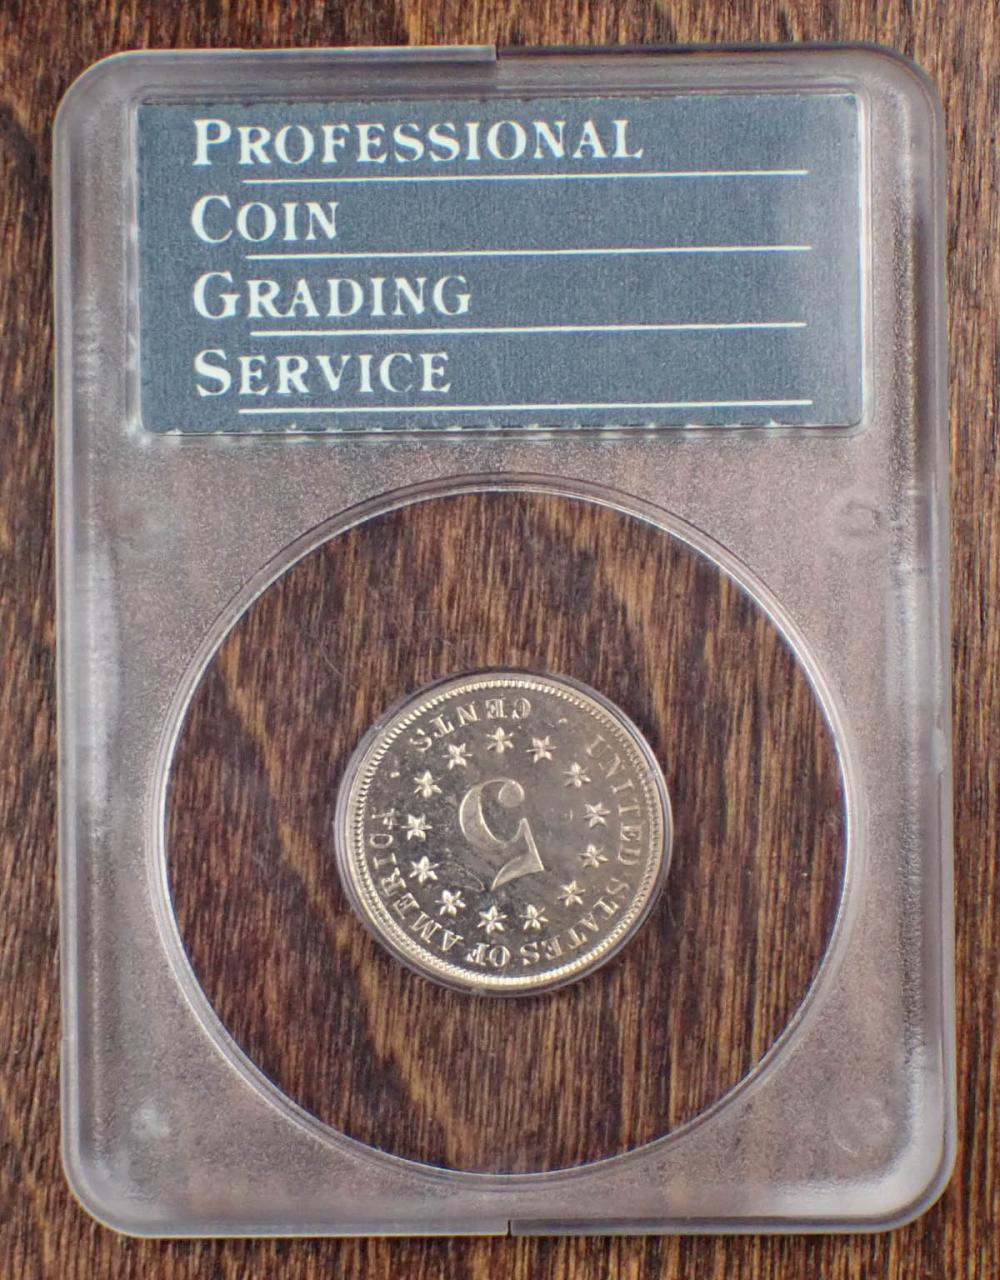 PROFESSIONAL
COIN
GRADING
SERVICE
UNITED STATES OF AMERICA
5
CENTS.